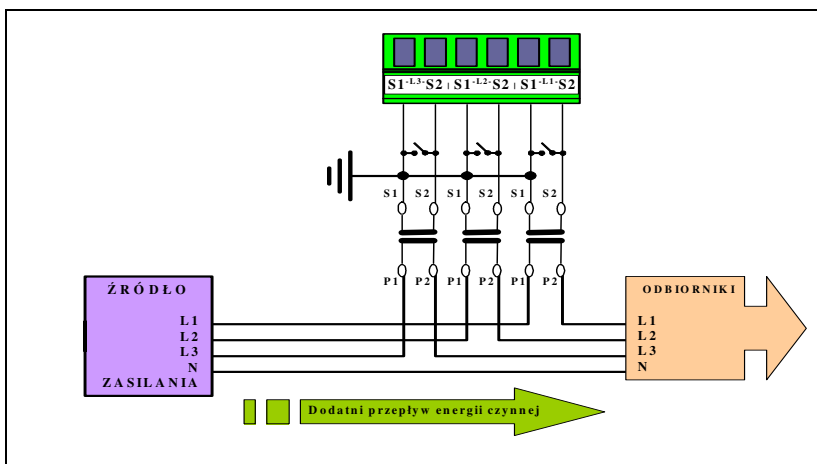 S1-L3-S2 | S1-L2-S2 | S1-L1-S2
S1 S2 S1 S2 S1 S2
P1 P2 P1 P2 P1 P2
ŹRÓDŁO
L1
L2
L3
N
ZASILANIA
ODBIORNIKI
L1
L2
L3
N
Dodatni przepływ energii czynnej